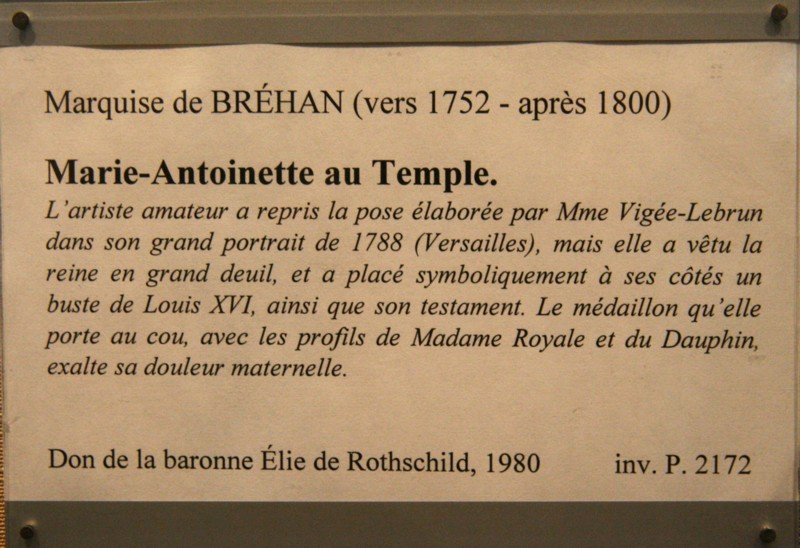 Marquise de BRÉHAN (vers 1752 - après 1800)
Marie-Antoinette au Temple.
L'artiste amateur a repris la pose élaborée par Mme Vigée-Lebrun
dans son grand portrait de 1788 (Versailles), mais elle a vêtu la
reine en grand deuil, et a placé symboliquement à ses côtés un
buste de Louis XVI, ainsi que son testament. Le médaillon qu'elle
porte au cou, avec les profils de Madame Royale et du Dauphin,
exalte sa douleur maternelle.
Don de la baronne Élie de Rothschild, 1980 inv. P. 2172